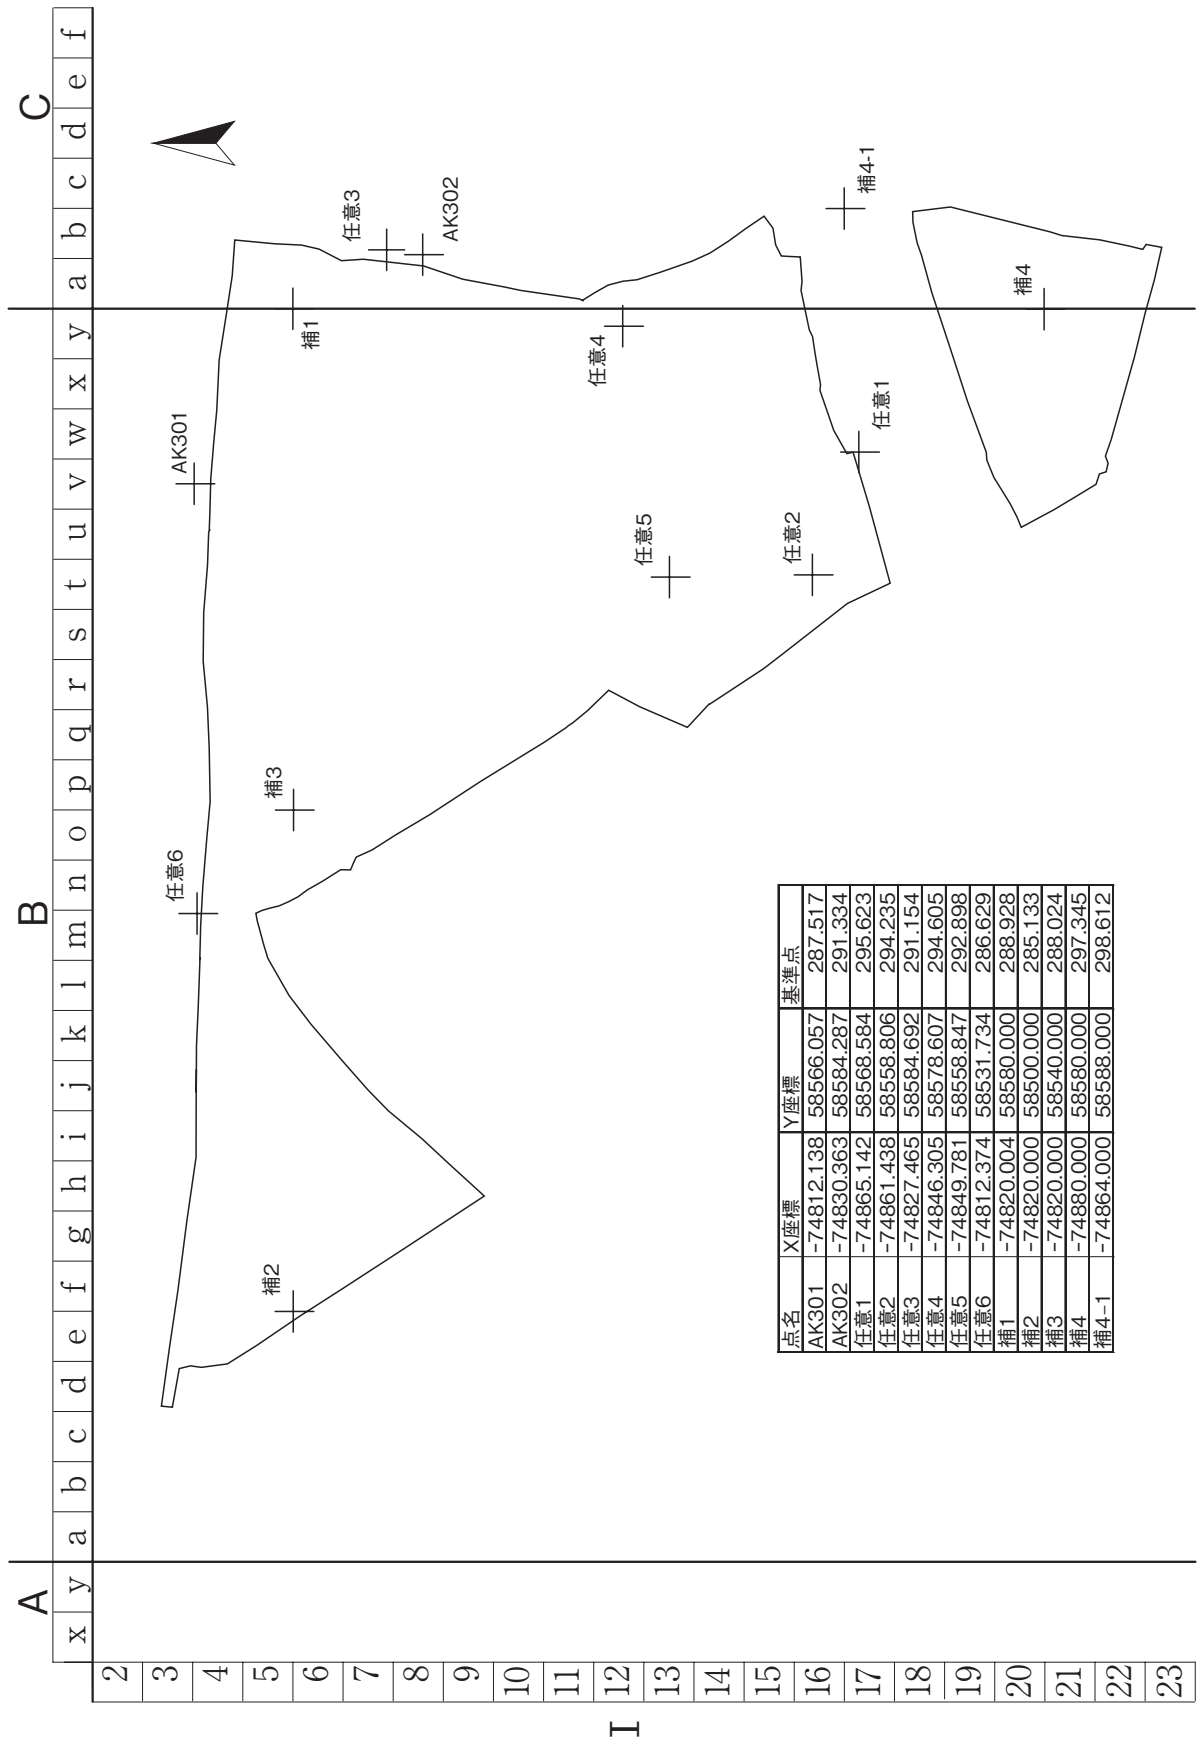 A B C
x y a b c d e f g h i j k l m n o p q r s t u v w x y a b c d e f
I
2
3
4
5
6
7
8
9
10
11
12
13
14
15
16
17
18
19
20
21
22
23
任意6
AK301
任意3
AK302
補2
補3
補1
任意4
任意5
任意2
任意1
補4-1
補4
点名 X座標 Y座標 基準点
AK301 -74812.138 58566.057 287.517
AK302 -74830.363 58584.287 291.334
任意1 -74865.142 58568.584 295.623
任意2 -74861.438 58558.806 294.235
任意3 -74827.465 58584.692 291.154
任意4 -74846.305 58578.607 294.605
任意5 -74849.781 58558.847 292.898
任意6 -74812.374 58531.734 286.629
補1 -74820.004 58580.000 288.928
補2 -74820.000 58500.000 285.133
補3 -74820.000 58540.000 288.024
補4 -74880.000 58580.000 297.345
補4-1 -74864.000 58588.000 298.612